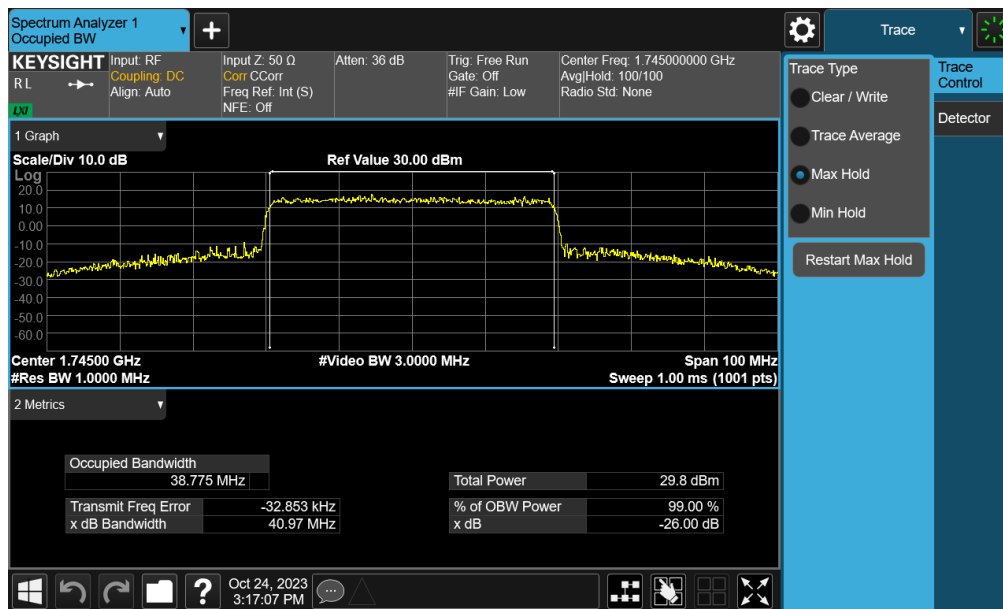 Spectrum Analyzer 1
Occupied BW
Trace
KEYSIGHT
R L
LXI
Input: RF
Coupling: DC
Align: Auto
Input Z: 50 Ω
Corr CCorr
Freq Ref: Int (S)
NFE: Off
Atten: 36 dB
Trig: Free Run
Gate: Off
#IF Gain: Low
Center Freq: 1.745000000 GHz
Avg|Hold: 100/100
Radio Std: None
Trace Type
Clear / Write
Trace Average
Max Hold
Min Hold
Restart Max Hold
Trace
Control
Detector
1 Graph
Scale/Div 10.0 dB
Ref Value 30.00 dBm
Log
20.0
10.0
0.00
-10.0
-20.0
-30.0
-40.0
-50.0
-60.0
Center 1.74500 GHz
#Video BW 3.0000 MHz
Span 100 MHz
#Res BW 1.0000 MHz
Sweep 1.00 ms (1001 pts)
2 Metrics
Occupied Bandwidth
38.775 MHz
Total Power 29.8 dBm
Transmit Freq Error -32.853 kHz
% of OBW Power 99.00 %
x dB Bandwidth 40.97 MHz
x dB -26.00 dB
?
Oct 24, 2023
3:17:07 PM